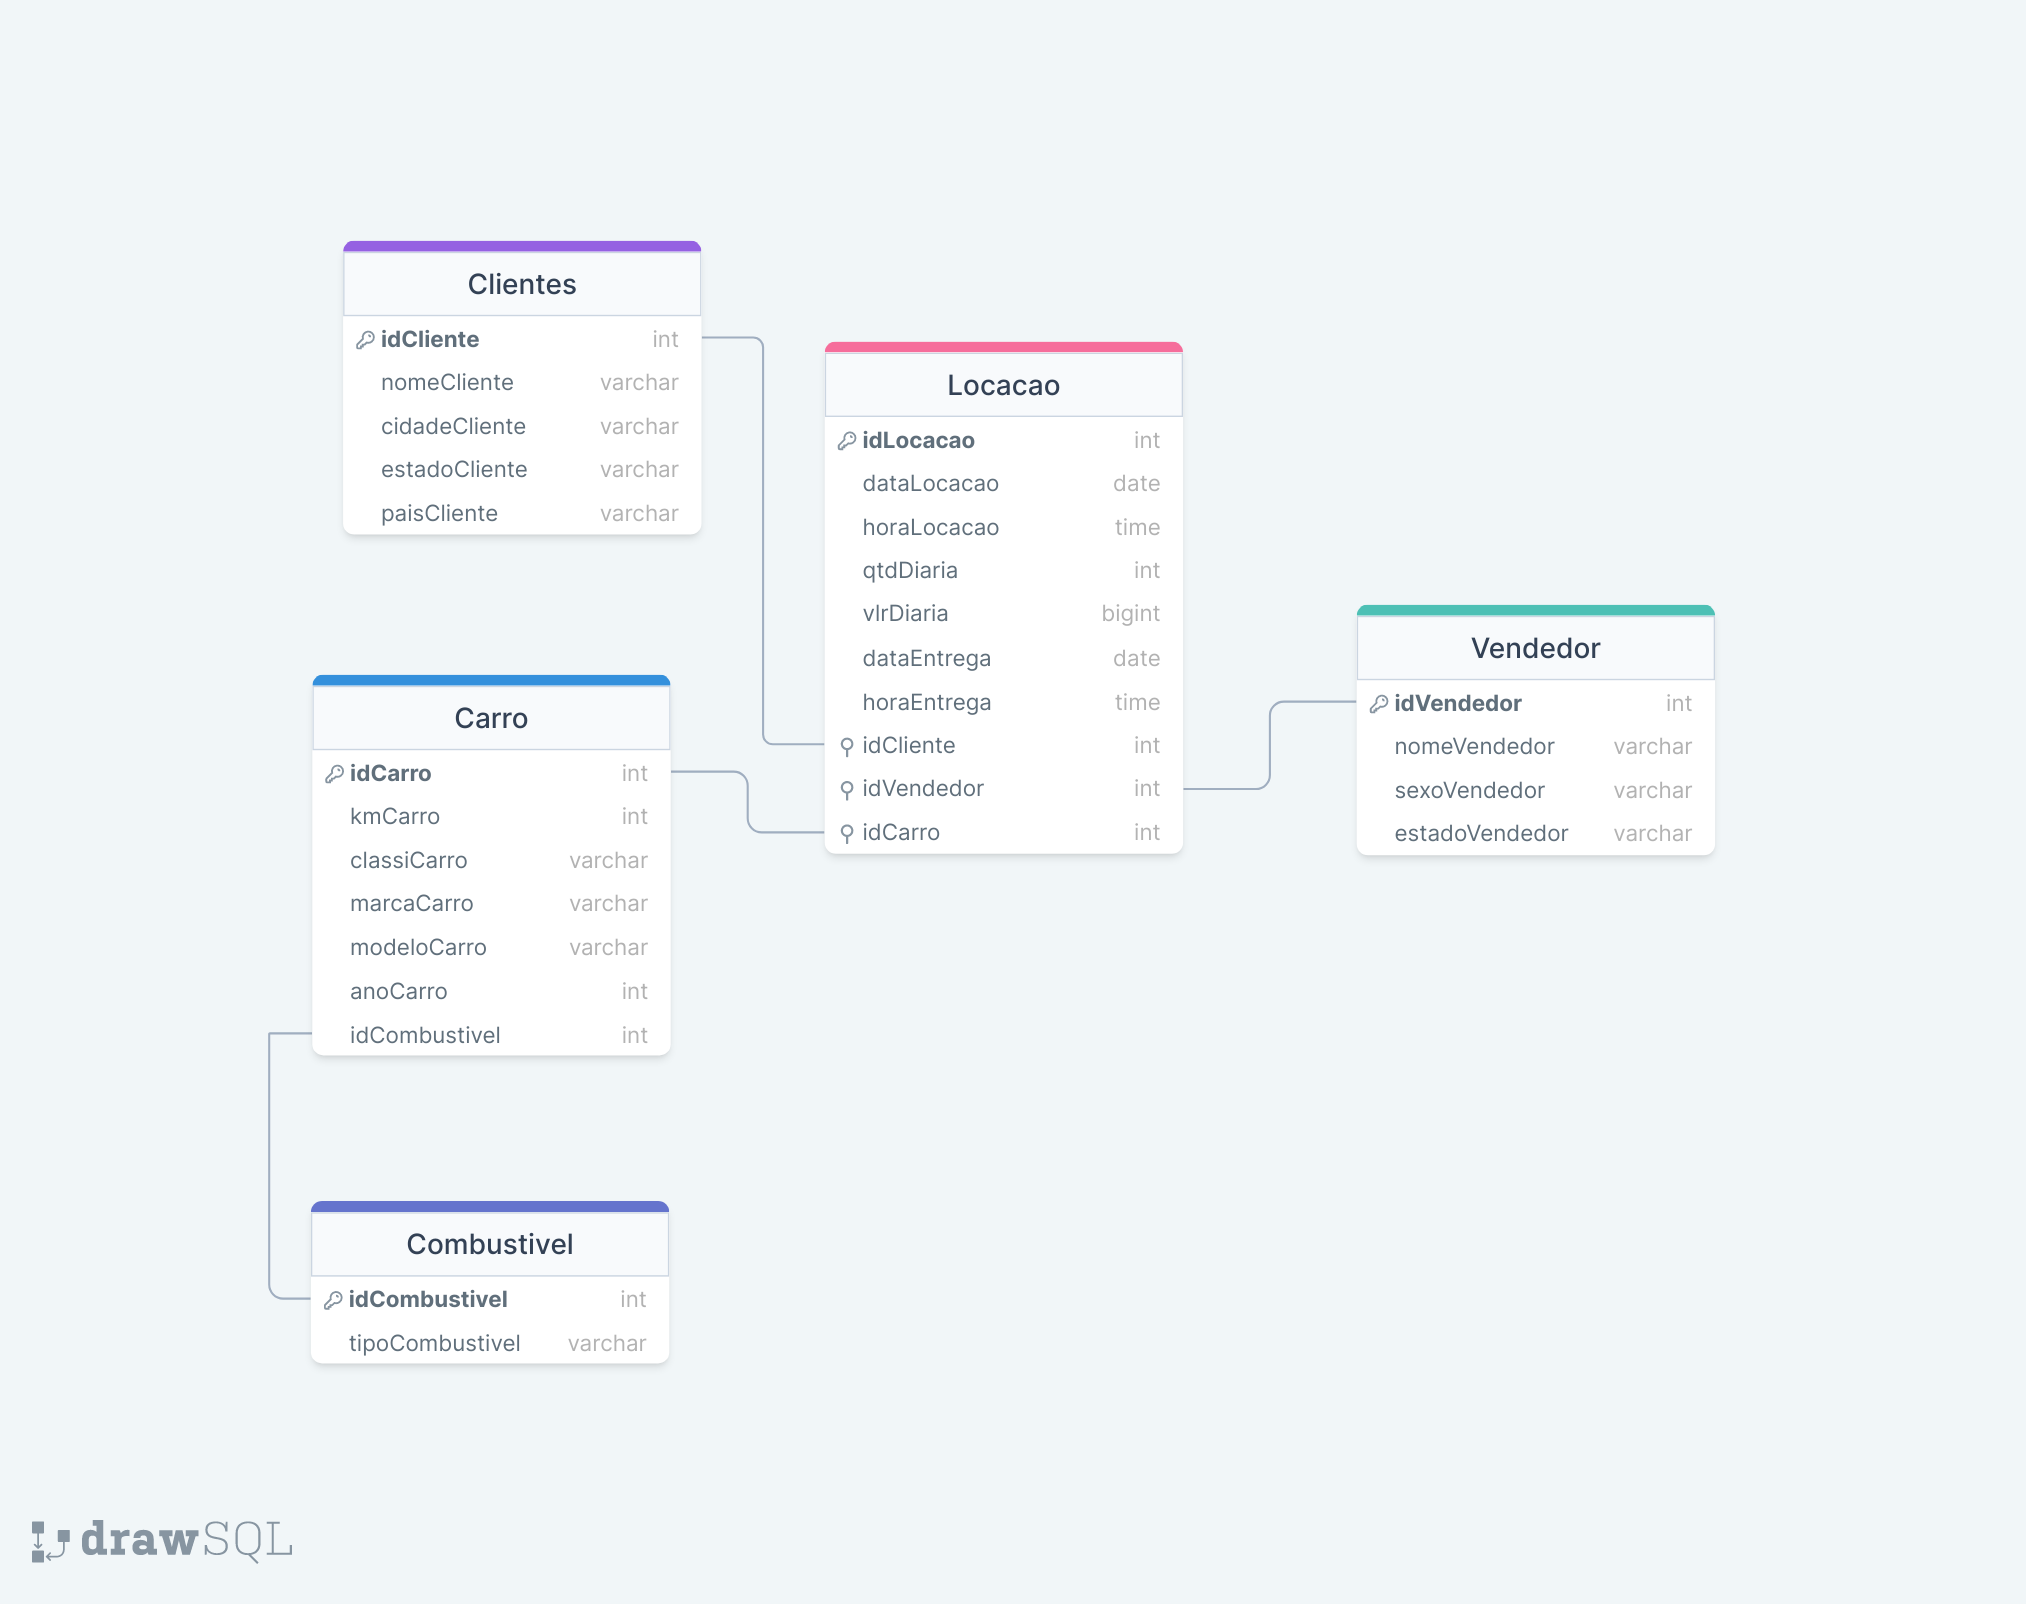 Clientes
idCliente int
nomeCliente varchar
cidadeCliente varchar
estadoCliente varchar
paisCliente varchar
Locacao
idLocacao int
dataLocacao date
horaLocacao time
qtdDiaria int
vlrDiaria bigint
dataEntrega date
horaEntrega time
idCliente int
idVendedor int
idCarro int
Vendedor
idVendedor int
nomeVendedor varchar
sexoVendedor varchar
estadoVendedor varchar
Carro
idCarro int
kmCarro int
classiCarro varchar
marcaCarro varchar
modeloCarro varchar
anoCarro int
idCombustivel int
Combustivel
idCombustivel int
tipoCombustivel varchar
drawSQL